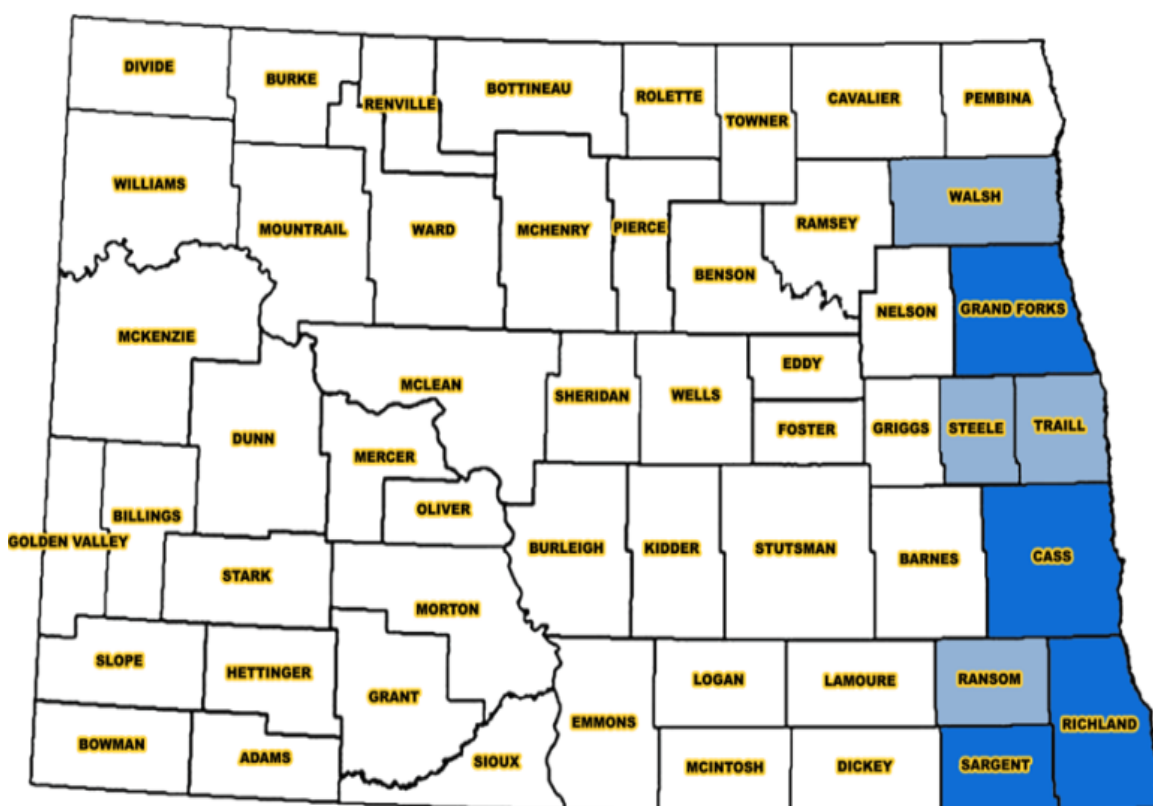 DIVIDE
BURKE
RENVILLE
BOTTINEAU
ROLETTE
TOWNER
CAVALIER
PEMBINA
WILLIAMS
MOUNTRAIL
WARD
MCHENRY
PIERCE
BENSON
RAMSEY
WALSH
MCKENZIE
NELSON
GRAND FORKS
DUNN
MCLEAN
SHERIDAN
WELLS
EDDY
FOSTER
GRIGGS
STEELE
TRAILL
MERCER
OLIVER
GOLDEN VALLEY
BILLINGS
STARK
MORTON
BURLEIGH
KIDDER
STUTSMAN
BARNES
CASS
SLOPE
HETTINGER
GRANT
EMMONS
LOGAN
LAMOURE
RANSOM
RICHLAND
BOWMAN
ADAMS
SIOUX
MCINTOSH
DICKEY
SARGENT